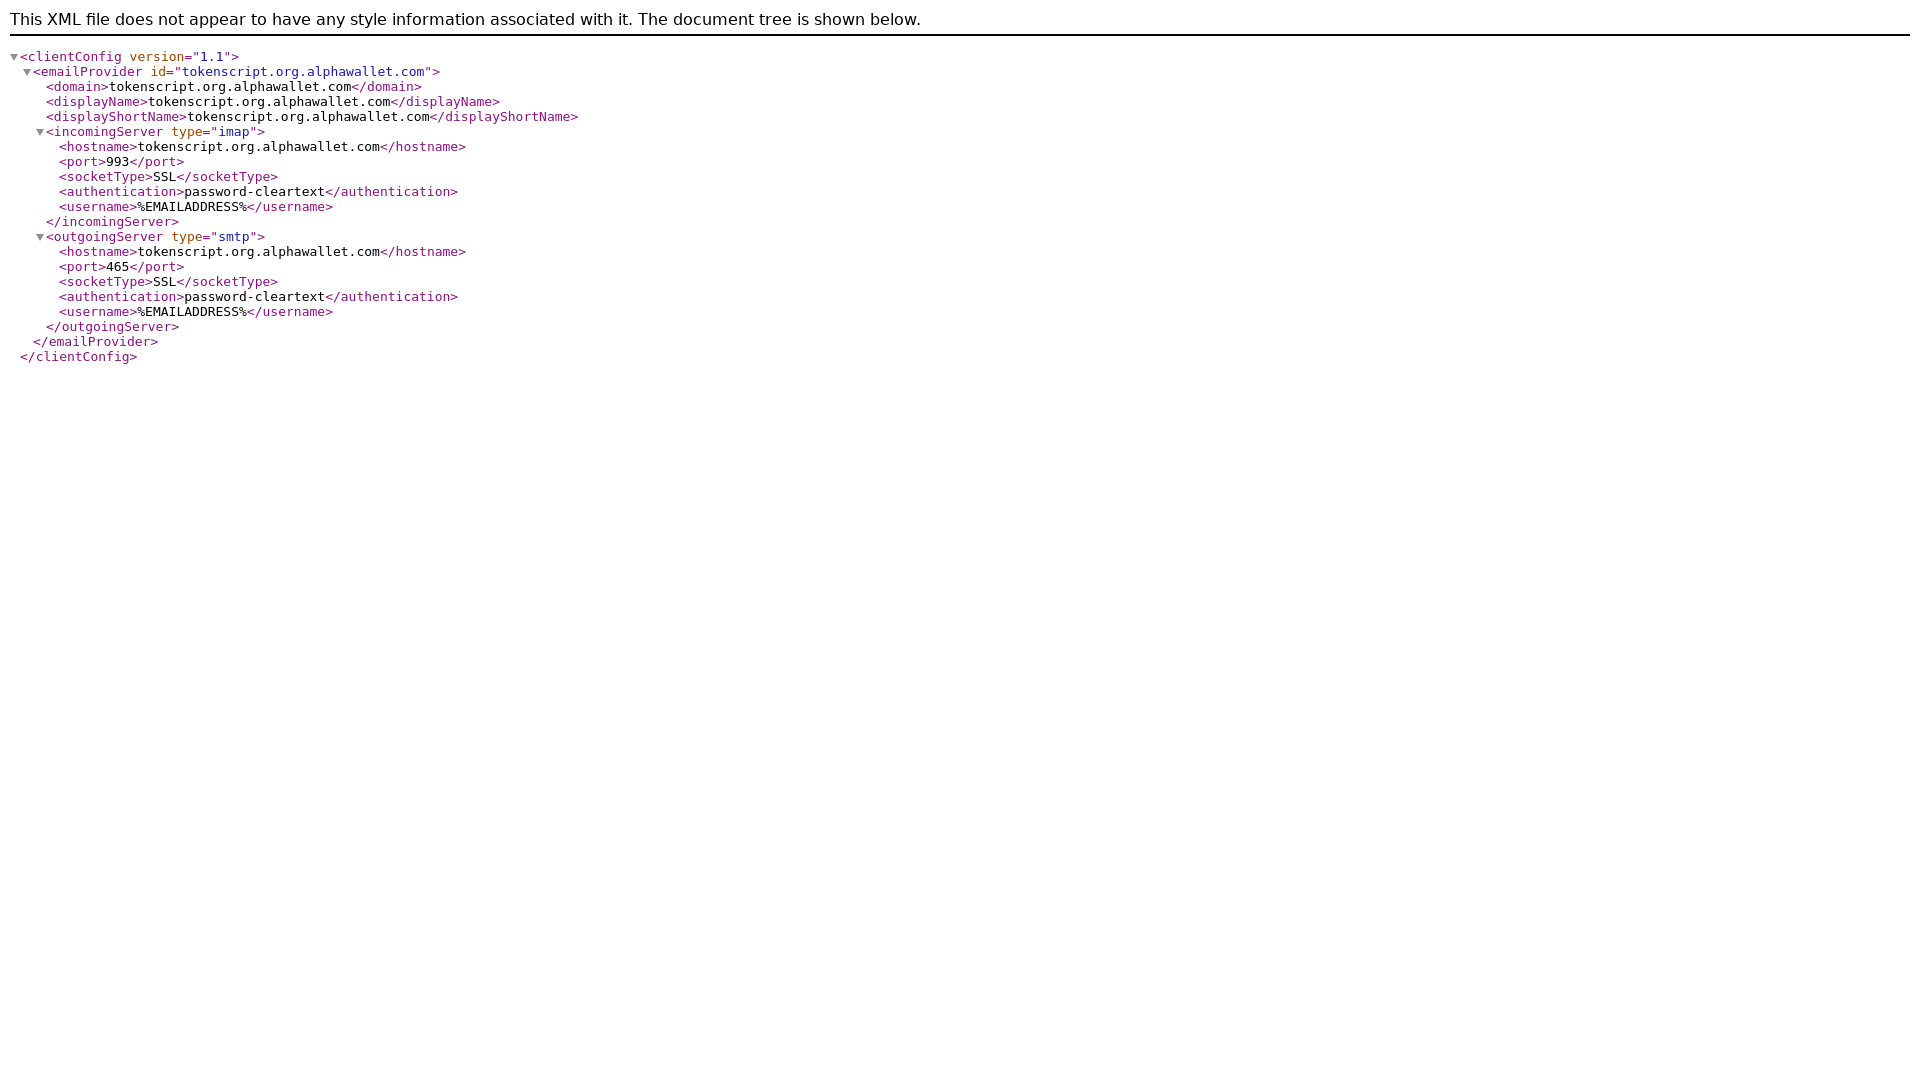 This XML file does not appear to have any style information associated with it. The document tree is shown below.
▼<clientConfig version="1.1">
▼<emailProvider id="tokenscript.org.alphawallet.com">
<domain>tokenscript.org.alphawallet.com</domain>
<displayName>tokenscript.org.alphawallet.com</displayName>
<displayShortName>tokenscript.org.alphawallet.com</displayShortName>
▼<incomingServer type="imap">
<hostname>tokenscript.org.alphawallet.com</hostname>
<port>993</port>
<socketType>SSL</socketType>
<authentication>password-cleartext</authentication>
<username>%EMAILADDRESS%</username>
</incomingServer>
▼<outgoingServer type="smtp">
<hostname>tokenscript.org.alphawallet.com</hostname>
<port>465</port>
<socketType>SSL</socketType>
<authentication>password-cleartext</authentication>
<username>%EMAILADDRESS%</username>
</outgoingServer>
</emailProvider>
</clientConfig>